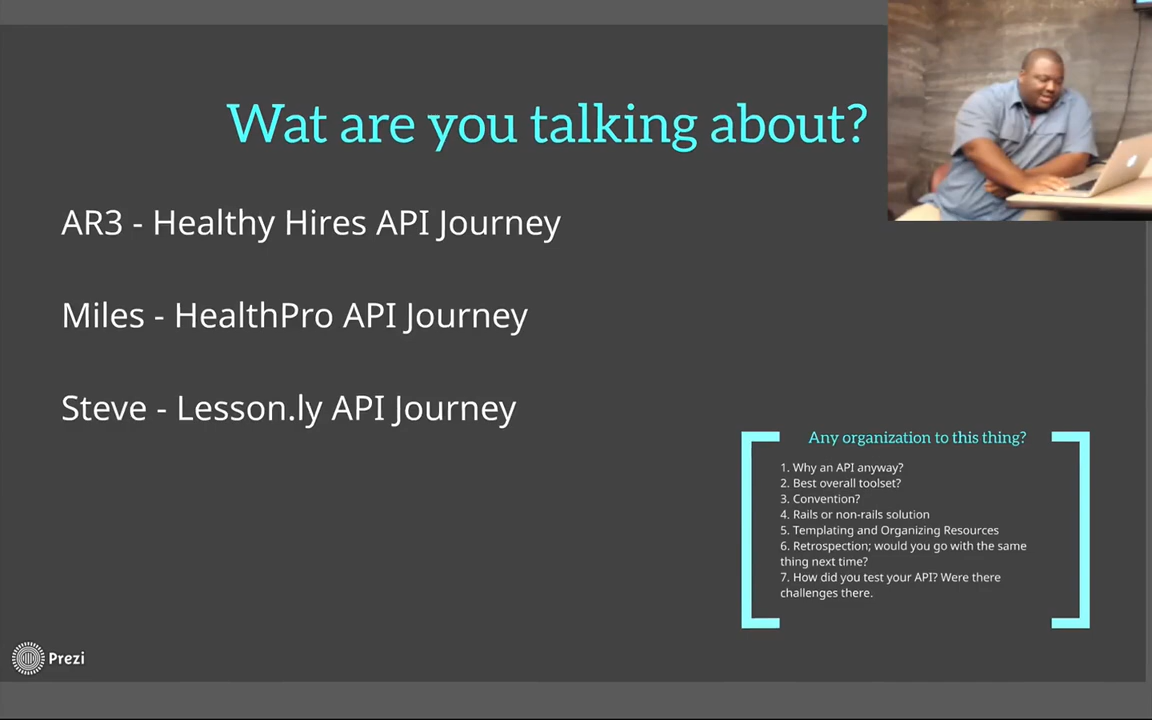 Wat are you talking about?
AR3 - Healthy Hires API Journey
Miles - HealthPro API Journey
Steve - Lesson.ly API Journey
Any organization to this thing?
1. Why an API anyway?
2. Best overall toolset?
3. Convention?
4. Rails or non-rails solution
5. Templating and Organizing Resources
6. Retrospection; would you go with the same
thing next time?
7. How did you test your API? Were there
challenges there.
Prezi